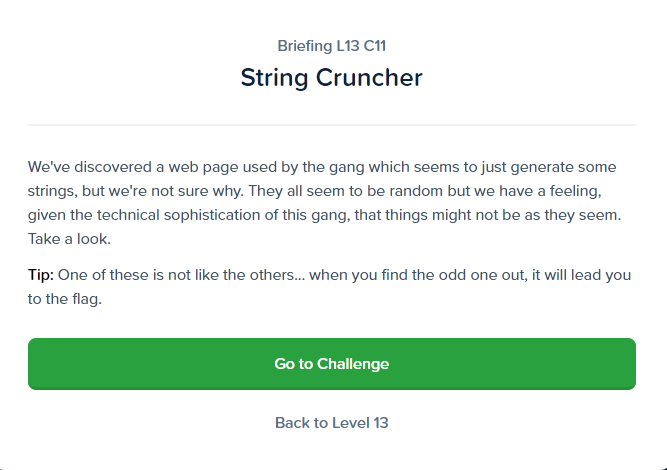 Briefing L13 C11
String Cruncher
We've discovered a web page used by the gang which seems to just generate some
strings, but we're not sure why. They all seem to be random but we have a feeling,
given the technical sophistication of this gang, that things might not be as they seem.
Take a look.
Tip: One of these is not like the others... when you find the odd one out, it will lead you
to the flag.
Go to Challenge
Back to Level 13